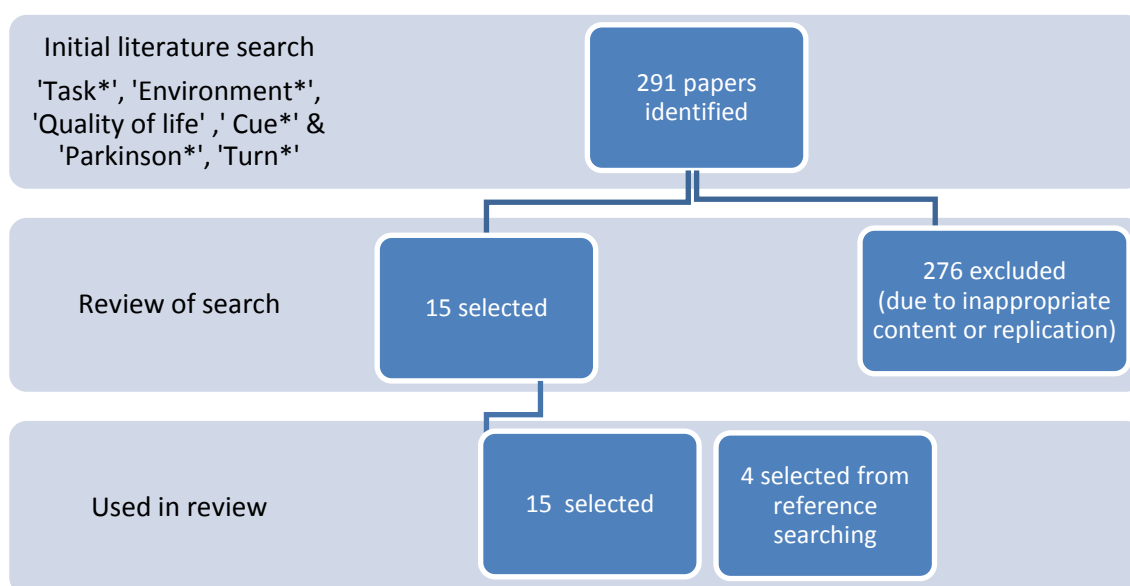 Initial literature search
'Task*', 'Environment*',
'Quality of life' ,' Cue*' &
'Parkinson*', 'Turn*'
291 papers
identified
Review of search
15 selected
276 excluded
(due to inappropriate
content or replication)
Used in review
15  selected
4 selected from
reference
searching